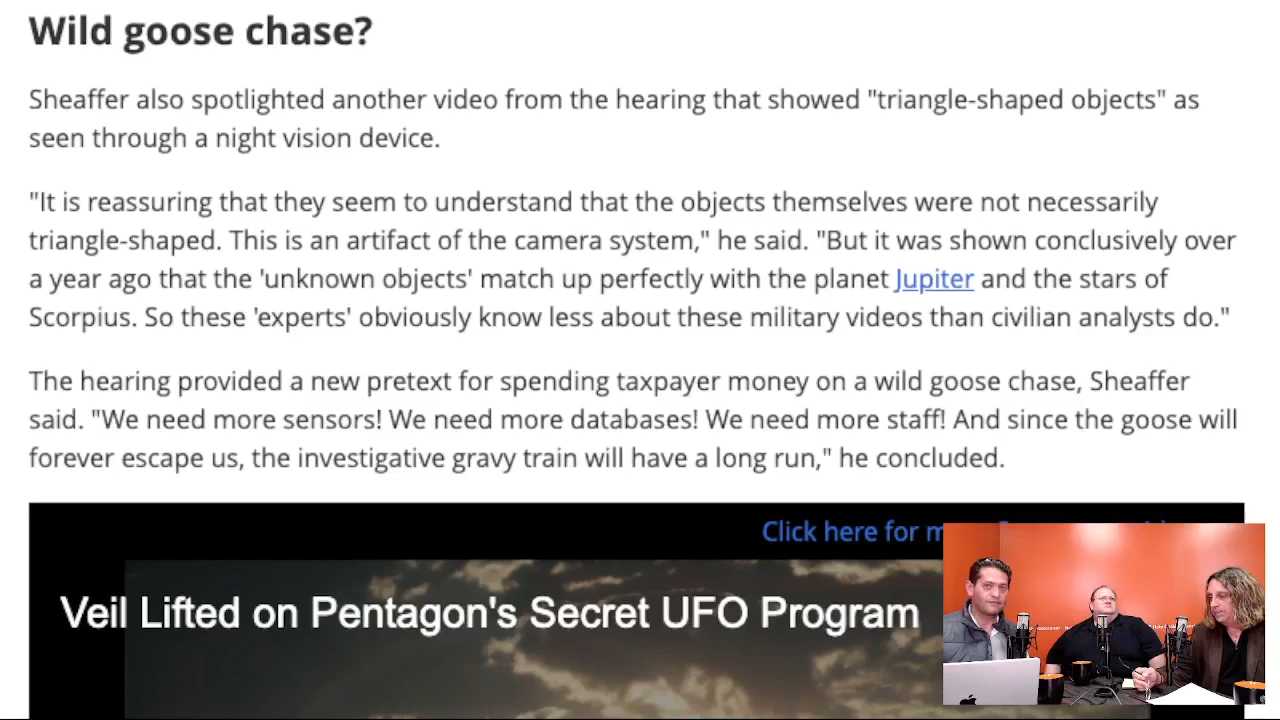 Wild goose chase?
Sheaffer also spotlighted another video from the hearing that showed "triangle-shaped objects" as
seen through a night vision device.
"It is reassuring that they seem to understand that the objects themselves were not necessarily
triangle-shaped. This is an artifact of the camera system," he said. "But it was shown conclusively over
a year ago that the 'unknown objects' match up perfectly with the planet Jupiter and the stars of
Scorpius. So these 'experts' obviously know less about these military videos than civilian analysts do."
The hearing provided a new pretext for spending taxpayer money on a wild goose chase, Sheaffer
said. "We need more sensors! We need more databases! We need more staff! And since the goose will
forever escape us, the investigative gravy train will have a long run," he concluded.
Click here for
Veil Lifted on Pentagon's Secret UFO Program